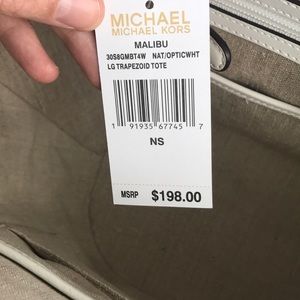 MICHAEL
MICHAEL KORS
MALIBU
30S8GMBT4W NAT/OPTICWHT
LG TRAPEZOID TOTE
1 91935 67745 7
NS
MSRP $198.00